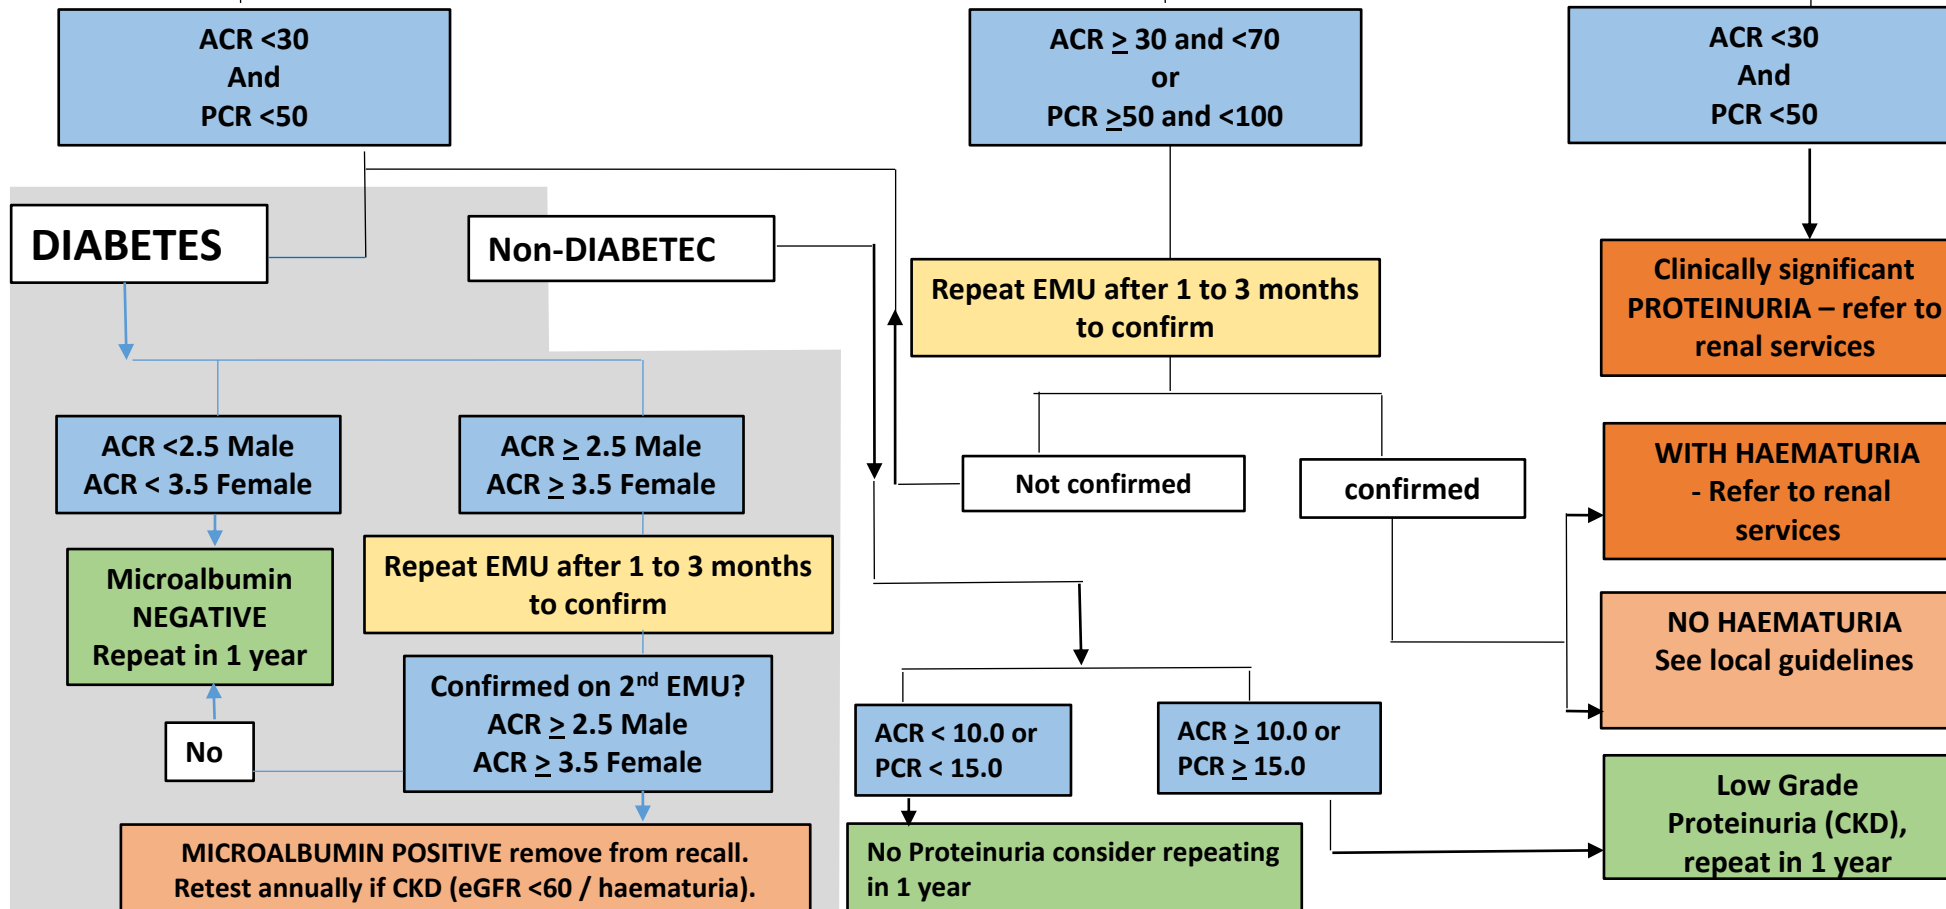 ACR <30
And
PCR <50
ACR ≥ 30 and <70
or
PCR ≥50 and <100
ACR <30
And
PCR <50
DIABETES
Non-DIABETEC
Repeat EMU after 1 to 3 months
to confirm
Clinically significant
PROTEINURIA – refer to
renal services
ACR <2.5 Male
ACR < 3.5 Female
ACR ≥ 2.5 Male
ACR ≥ 3.5 Female
Not confirmed
confirmed
WITH HAEMATURIA
- Refer to renal
services
Microalbumin
NEGATIVE
Repeat in 1 year
Repeat EMU after 1 to 3 months
to confirm
NO HAEMATURIA
See local guidelines
No
Confirmed on 2nd EMU?
ACR ≥ 2.5 Male
ACR ≥ 3.5 Female
ACR < 10.0 or
PCR < 15.0
ACR ≥ 10.0 or
PCR ≥ 15.0
Low Grade
Proteinuria (CKD),
repeat in 1 year
MICROALBUMIN POSITIVE remove from recall.
Retest annually if CKD (eGFR <60 / haematuria).
No Proteinuria consider repeating
in 1 year